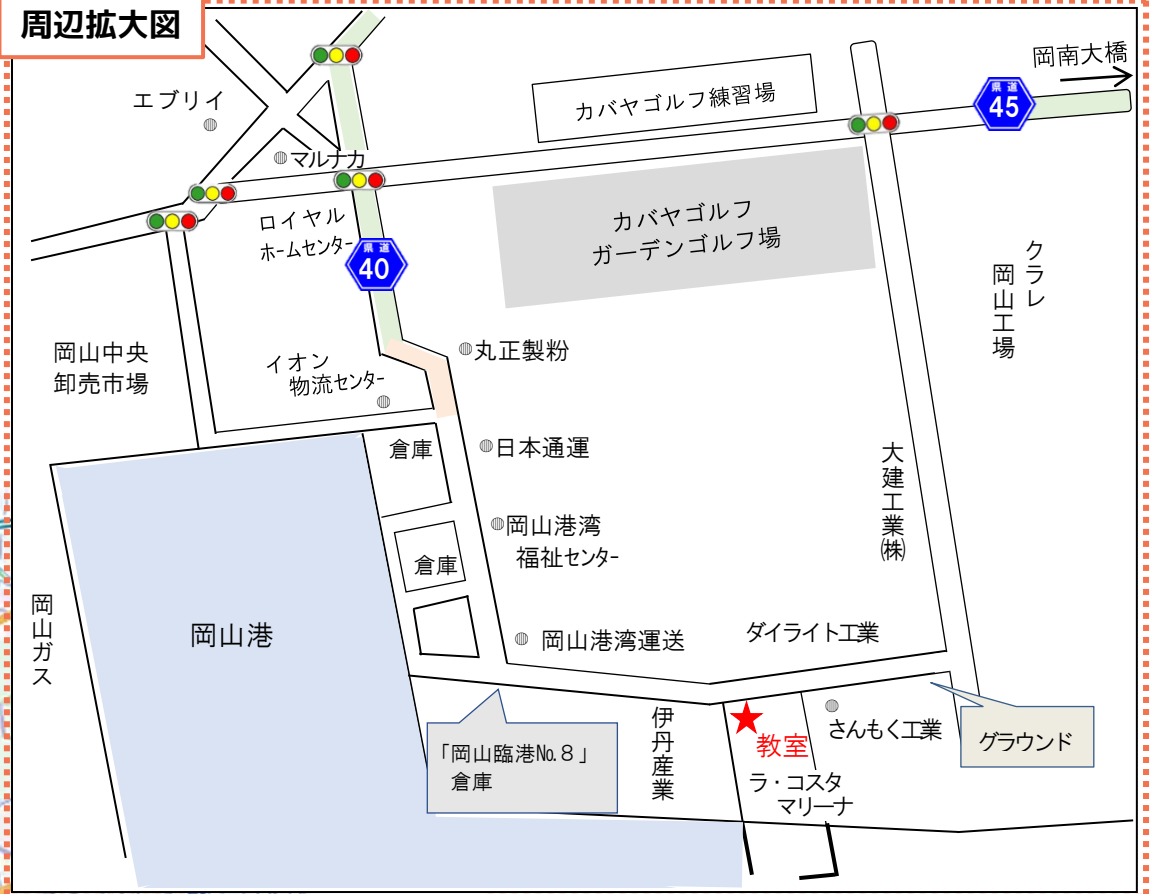 周辺拡大図
岡南大橋
エブリイ
カバヤゴルフ練習場
県道
45
マルナカ
ロイヤル
ホームセンター
カバヤゴルフ
ガーデンゴルフ場
県道
40
クラレ
岡山工場
岡山中央
卸売市場
イオン
物流センター
丸正製粉
倉庫
日本通運
大建工業㈱
岡山港湾
福祉センター
倉庫
岡山ガス
岡山港
岡山港湾運送
ダイライト工業
伊丹産業
教室
さんもく工業
グラウンド
「岡山臨港No.8」
倉庫
ラ・コスタ
マリーナ